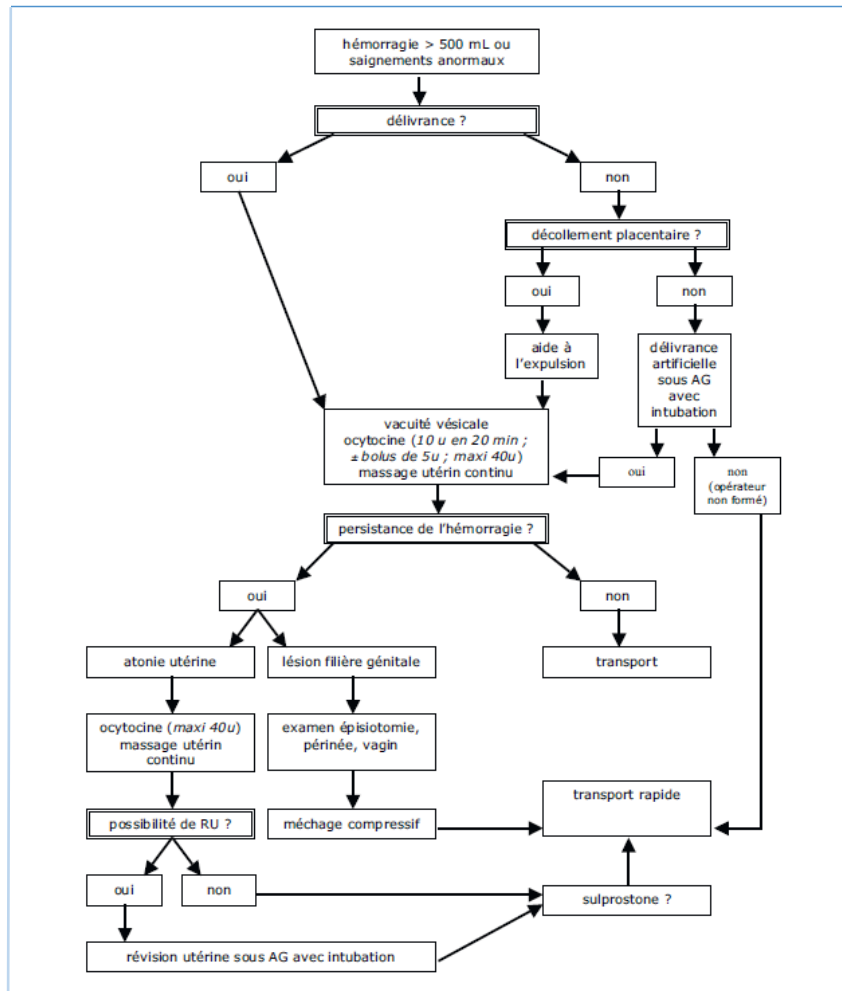 hémorragie > 500 mL ou
saignements anormaux
délivrance ?
oui
non
décollement placentaire ?
oui
non
aide à
l'expulsion
délivrance
artificielle
sous AG
avec
intubation
vacuité vésicale
ocytocine (10 u en 20 min ;
± bolus de 5u ; maxi 40u)
massage utérin continu
oui
non
(opérateur
non formé)
persistance de l'hémorragie ?
oui
non
atonie utérine
lésion filière génitale
transport
ocytocine (maxi 40u)
massage utérin
continu
examen épisiotomie,
périnée, vagin
transport rapide
possibilité de RU ?
méchage compressif
oui
non
sulprostone ?
révision utérine sous AG avec intubation